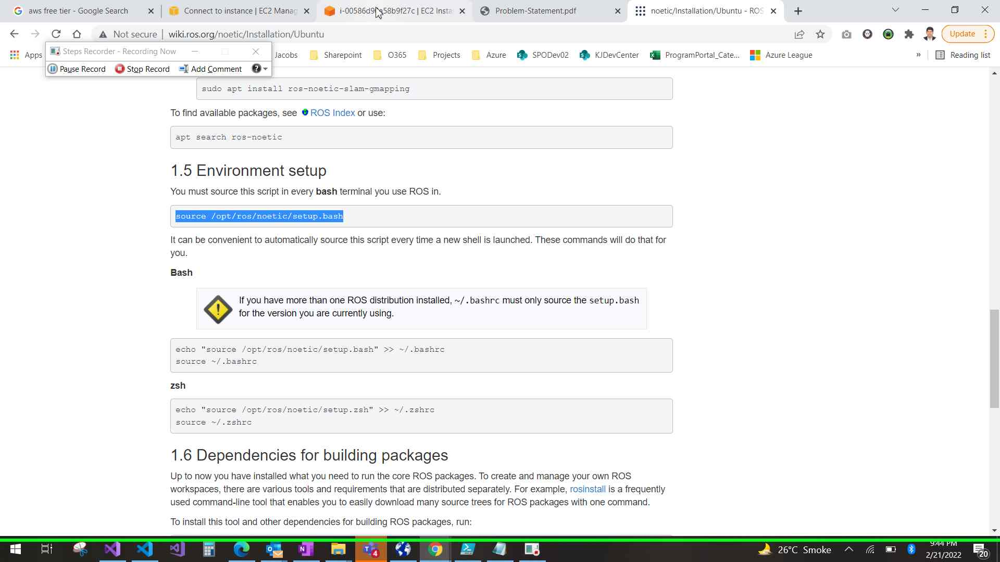 aws free tier - Google Search
Connect to instance | EC2 Manag
| EC2 Insta
Problem-Statement.pdf
noetic/Installation/Ubuntu - ROS
Not secure | wiki.ros.org/noetic/Installation/Ubuntu
Update
Apps
Jacobs
Sharepoint
O365
Projects
Azure
SPODev02
KJDevCenter
ProgramPortal_Cate...
Azure League
»
Reading list
Steps Recorder - Recording Now
Pause Record
Stop Record
Add Comment
sudo apt install ros-noetic-slam-gmapping
To find available packages, see ROS Index or use:
apt search ros-noetic
1.5 Environment setup
You must source this script in every bash terminal you use ROS in.
source /opt/ros/noetic/setup.bash
It can be convenient to automatically source this script every time a new shell is launched. These commands will do that for
you.
Bash
If you have more than one ROS distribution installed, ~/.bashrc must only source the setup.bash
for the version you are currently using.
echo "source /opt/ros/noetic/setup.bash" >> ~/.bashrc
source ~/.bashrc
zsh
echo "source /opt/ros/noetic/setup.zsh" >> ~/.zshrc
source ~/.zshrc
1.6 Dependencies for building packages
Up to now you have installed what you need to run the core ROS packages. To create and manage your own ROS
workspaces, there are various tools and requirements that are distributed separately. For example, rosinstall is a frequently
used command-line tool that enables you to easily download many source trees for ROS packages with one command.
To install this tool and other dependencies for building ROS packages, run:
4
26°C Smoke
9:44 PM
2/21/2022
20